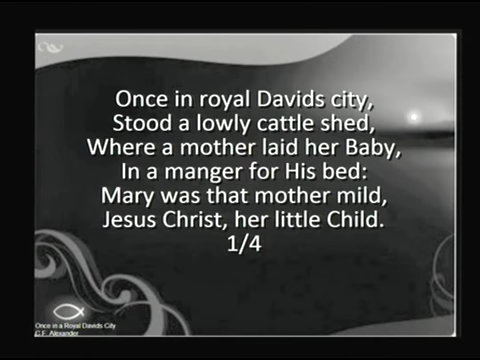 Once in royal Davids city,
Stood a lowly cattle shed,
Where a mother laid her Baby,
In a manger for His bed:
Mary was that mother mild,
Jesus Christ, her little Child.
1/4
Once in a Royal Davids City
C.F. Alexander